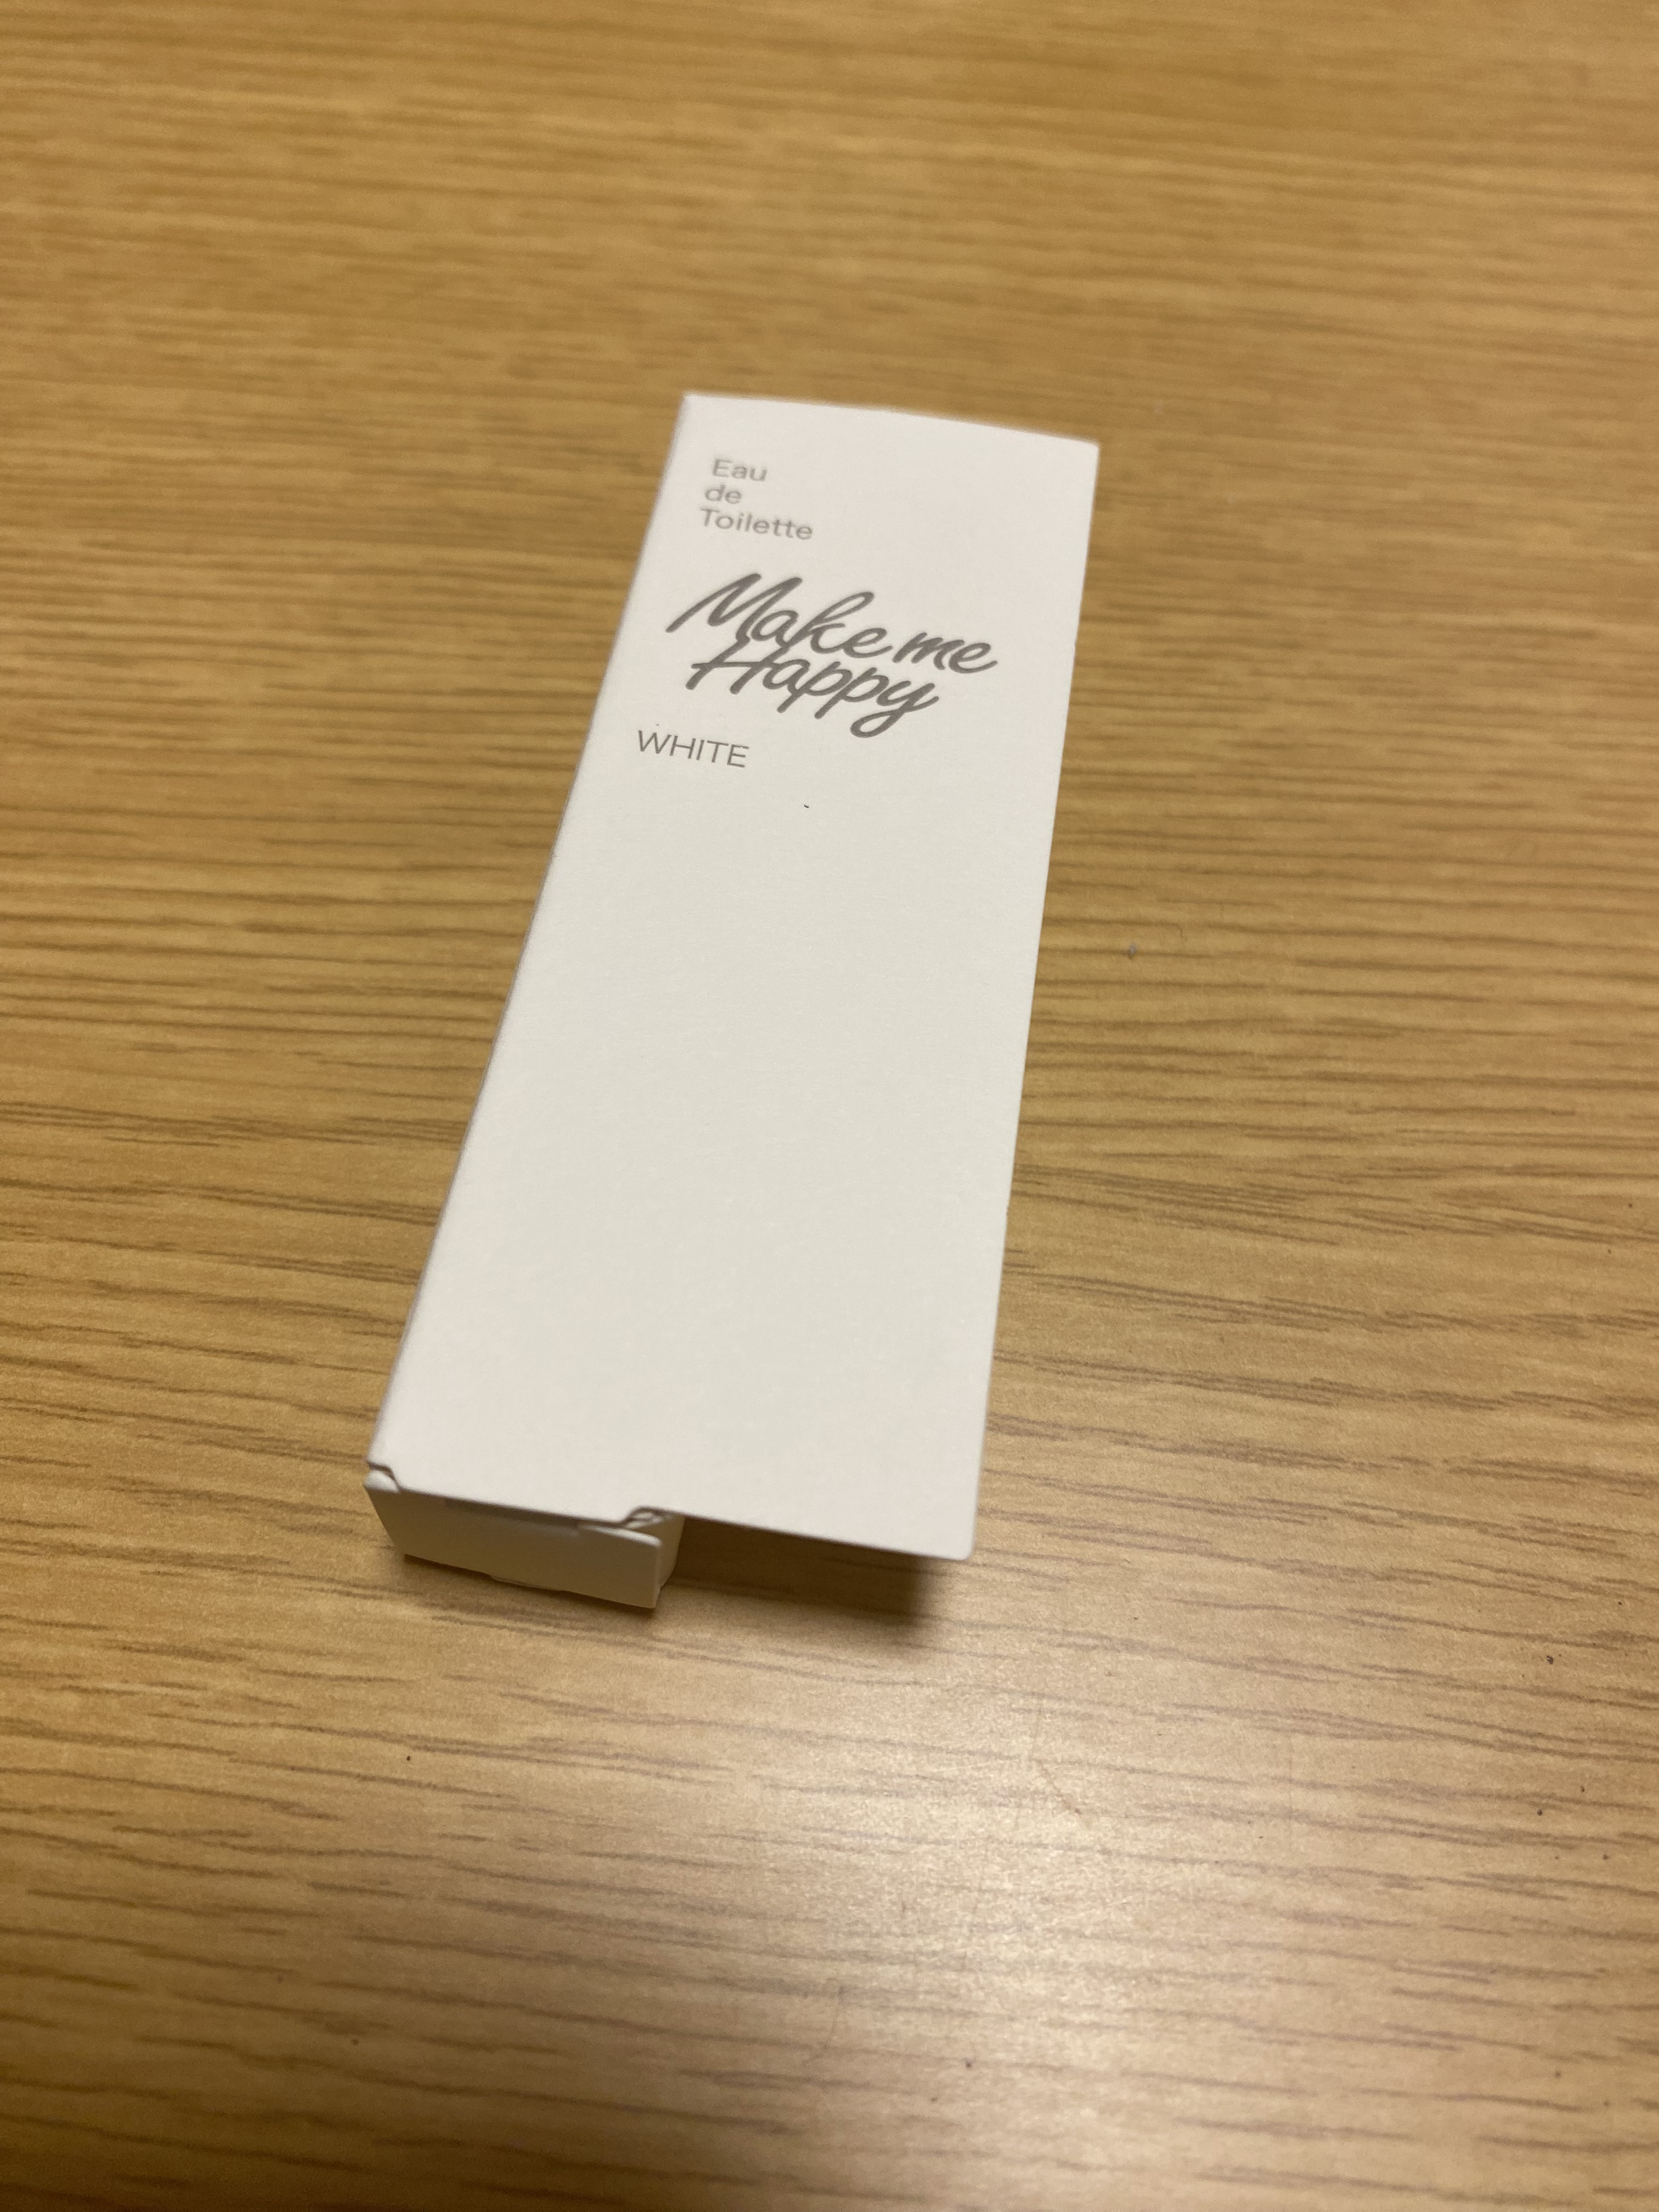 Eau
de
Toilette
Make me
Happy
WHITE